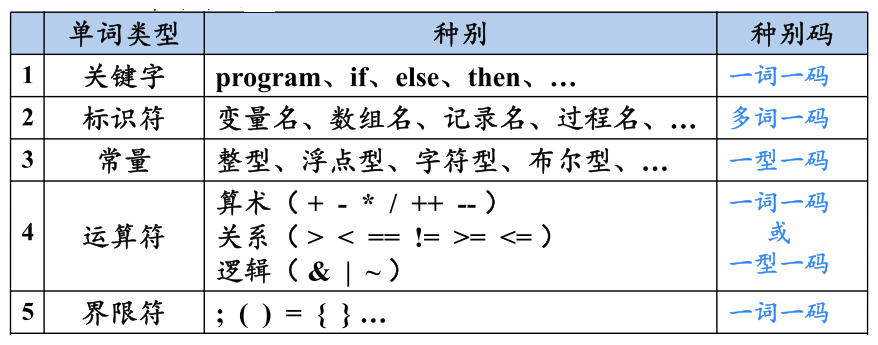 单词类型 种别 种别码
1 关键字 program、if、else、then、… 一词一码
2 标识符 变量名、数组名、记录名、过程名、… 多词一码
3 常量 整型、浮点型、字符型、布尔型、… 一型一码
4 运算符 算术（ + - * / ++ -- ） 一词一码
关系（ > < == != >= <= ） 或
逻辑（ & | ~ ） 一型一码
5 界限符 ; ( ) = { } … 一词一码